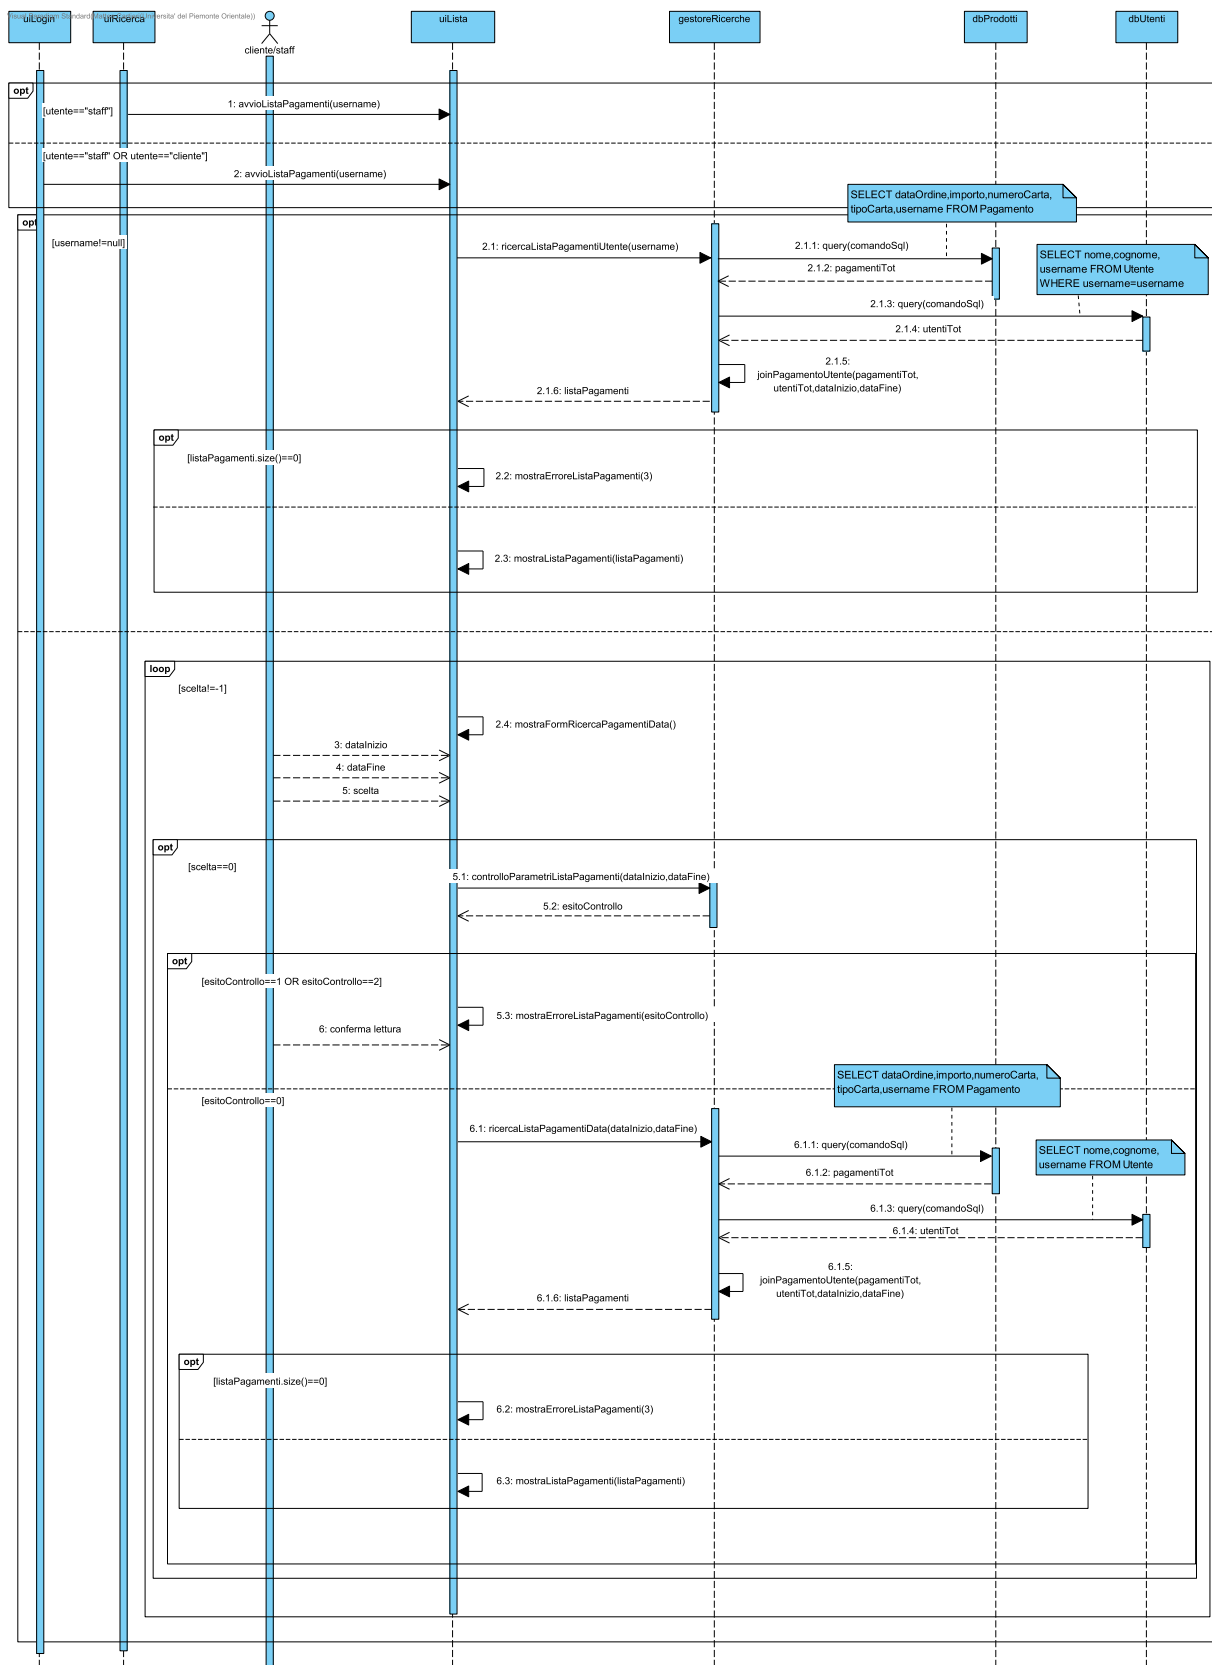 uiLogin
uiRicerca
uiLista
gestoreRicerche
dbProdotti
dbUtenti
cliente/staff
opt
[utente=="staff"]
1: avvioListaPagamenti(username)
[utente=="staff" OR utente=="cliente"]
2: avvioListaPagamenti(username)
SELECT dataOrdine,importo,numeroCarta,
tipoCarta,username FROM Pagamento
opt
[username!=null]
2.1: ricercaListaPagamentiUtente(username)
2.1.1: query(comandoSql)
SELECT nome,cognome,
username FROM Utente
WHERE username=username
2.1.2: pagamentiTot
2.1.3: query(comandoSql)
2.1.4: utentiTot
2.1.5:
joinPagamentoUtente(pagamentiTot,
utentiTot,dataInizio,dataFine)
2.1.6: listaPagamenti
opt
[listaPagamenti.size()==0]
2.2: mostraErroreListaPagamenti(3)
2.3: mostraListaPagamenti(listaPagamenti)
loop
[scelta!=-1]
2.4: mostraFormRicercaPagamentiData()
3: dataInizio
4: dataFine
5: scelta
opt
[scelta==0]
5.1: controlloParametriListaPagamenti(dataInizio,dataFine)
5.2: esitoControllo
opt
[esitoControllo==1 OR esitoControllo==2]
5.3: mostraErroreListaPagamenti(esitoControllo)
6: conferma lettura
SELECT dataOrdine,importo,numeroCarta,
tipoCarta,username FROM Pagamento
[esitoControllo==0]
6.1: ricercaListaPagamentiData(dataInizio,dataFine)
6.1.1: query(comandoSql)
SELECT nome,cognome,
username FROM Utente
6.1.2: pagamentiTot
6.1.3: query(comandoSql)
6.1.4: utentiTot
6.1.5:
joinPagamentoUtente(pagamentiTot,
utentiTot,dataInizio,dataFine)
6.1.6: listaPagamenti
opt
[listaPagamenti.size()==0]
6.2: mostraErroreListaPagamenti(3)
6.3: mostraListaPagamenti(listaPagamenti)